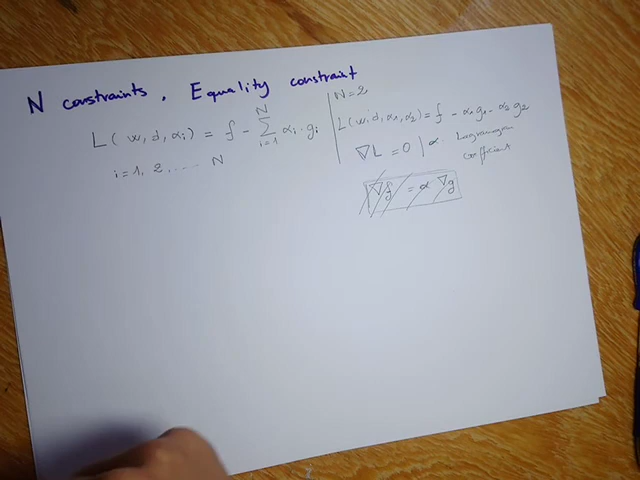 N constraints, Equality constraint
L( w, d, αi ) = f - Σ_{i=1}^{N} αi · gi
i = 1, 2, .... N
N = 2
L(w, d, α1, α2) = f - α1 g1 - α2 g2
∇L = 0 | α: Lagrangian
coefficient
∇f = α ∇g